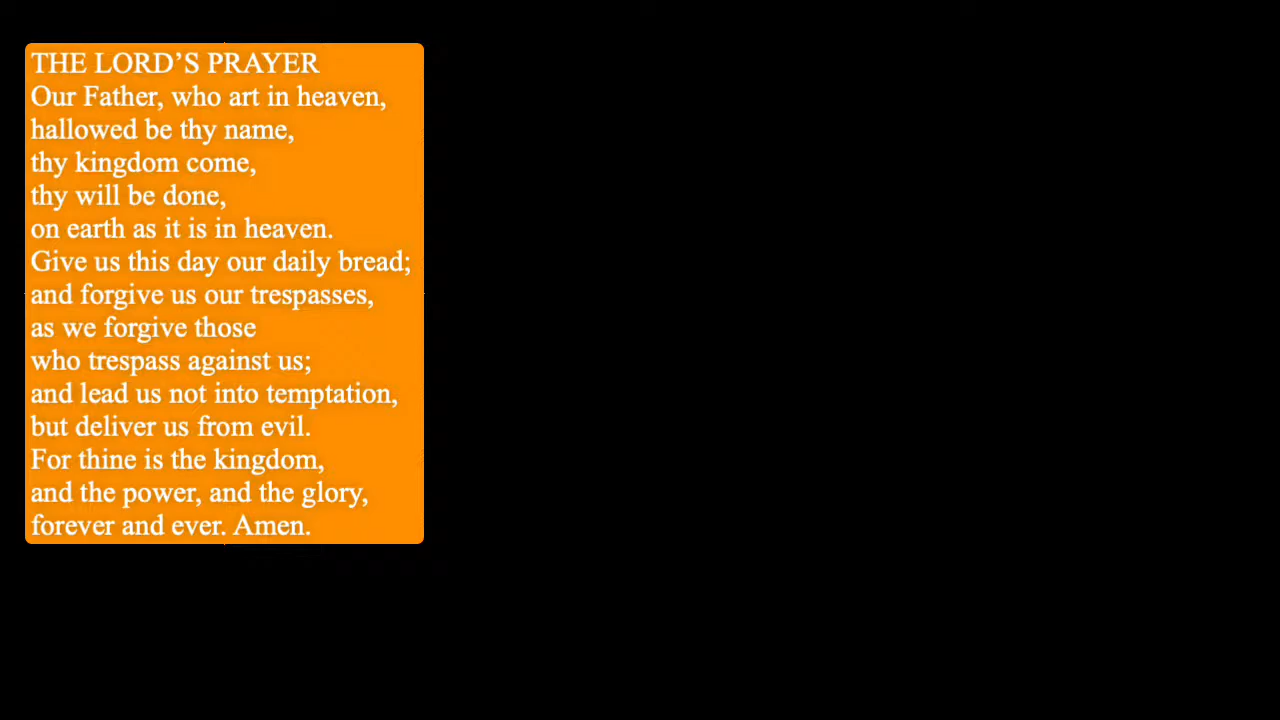 THE LORD’S PRAYER
Our Father, who art in heaven,
hallowed be thy name,
thy kingdom come,
thy will be done,
on earth as it is in heaven.
Give us this day our daily bread;
and forgive us our trespasses,
as we forgive those
who trespass against us;
and lead us not into temptation,
but deliver us from evil.
For thine is the kingdom,
and the power, and the glory,
forever and ever. Amen.